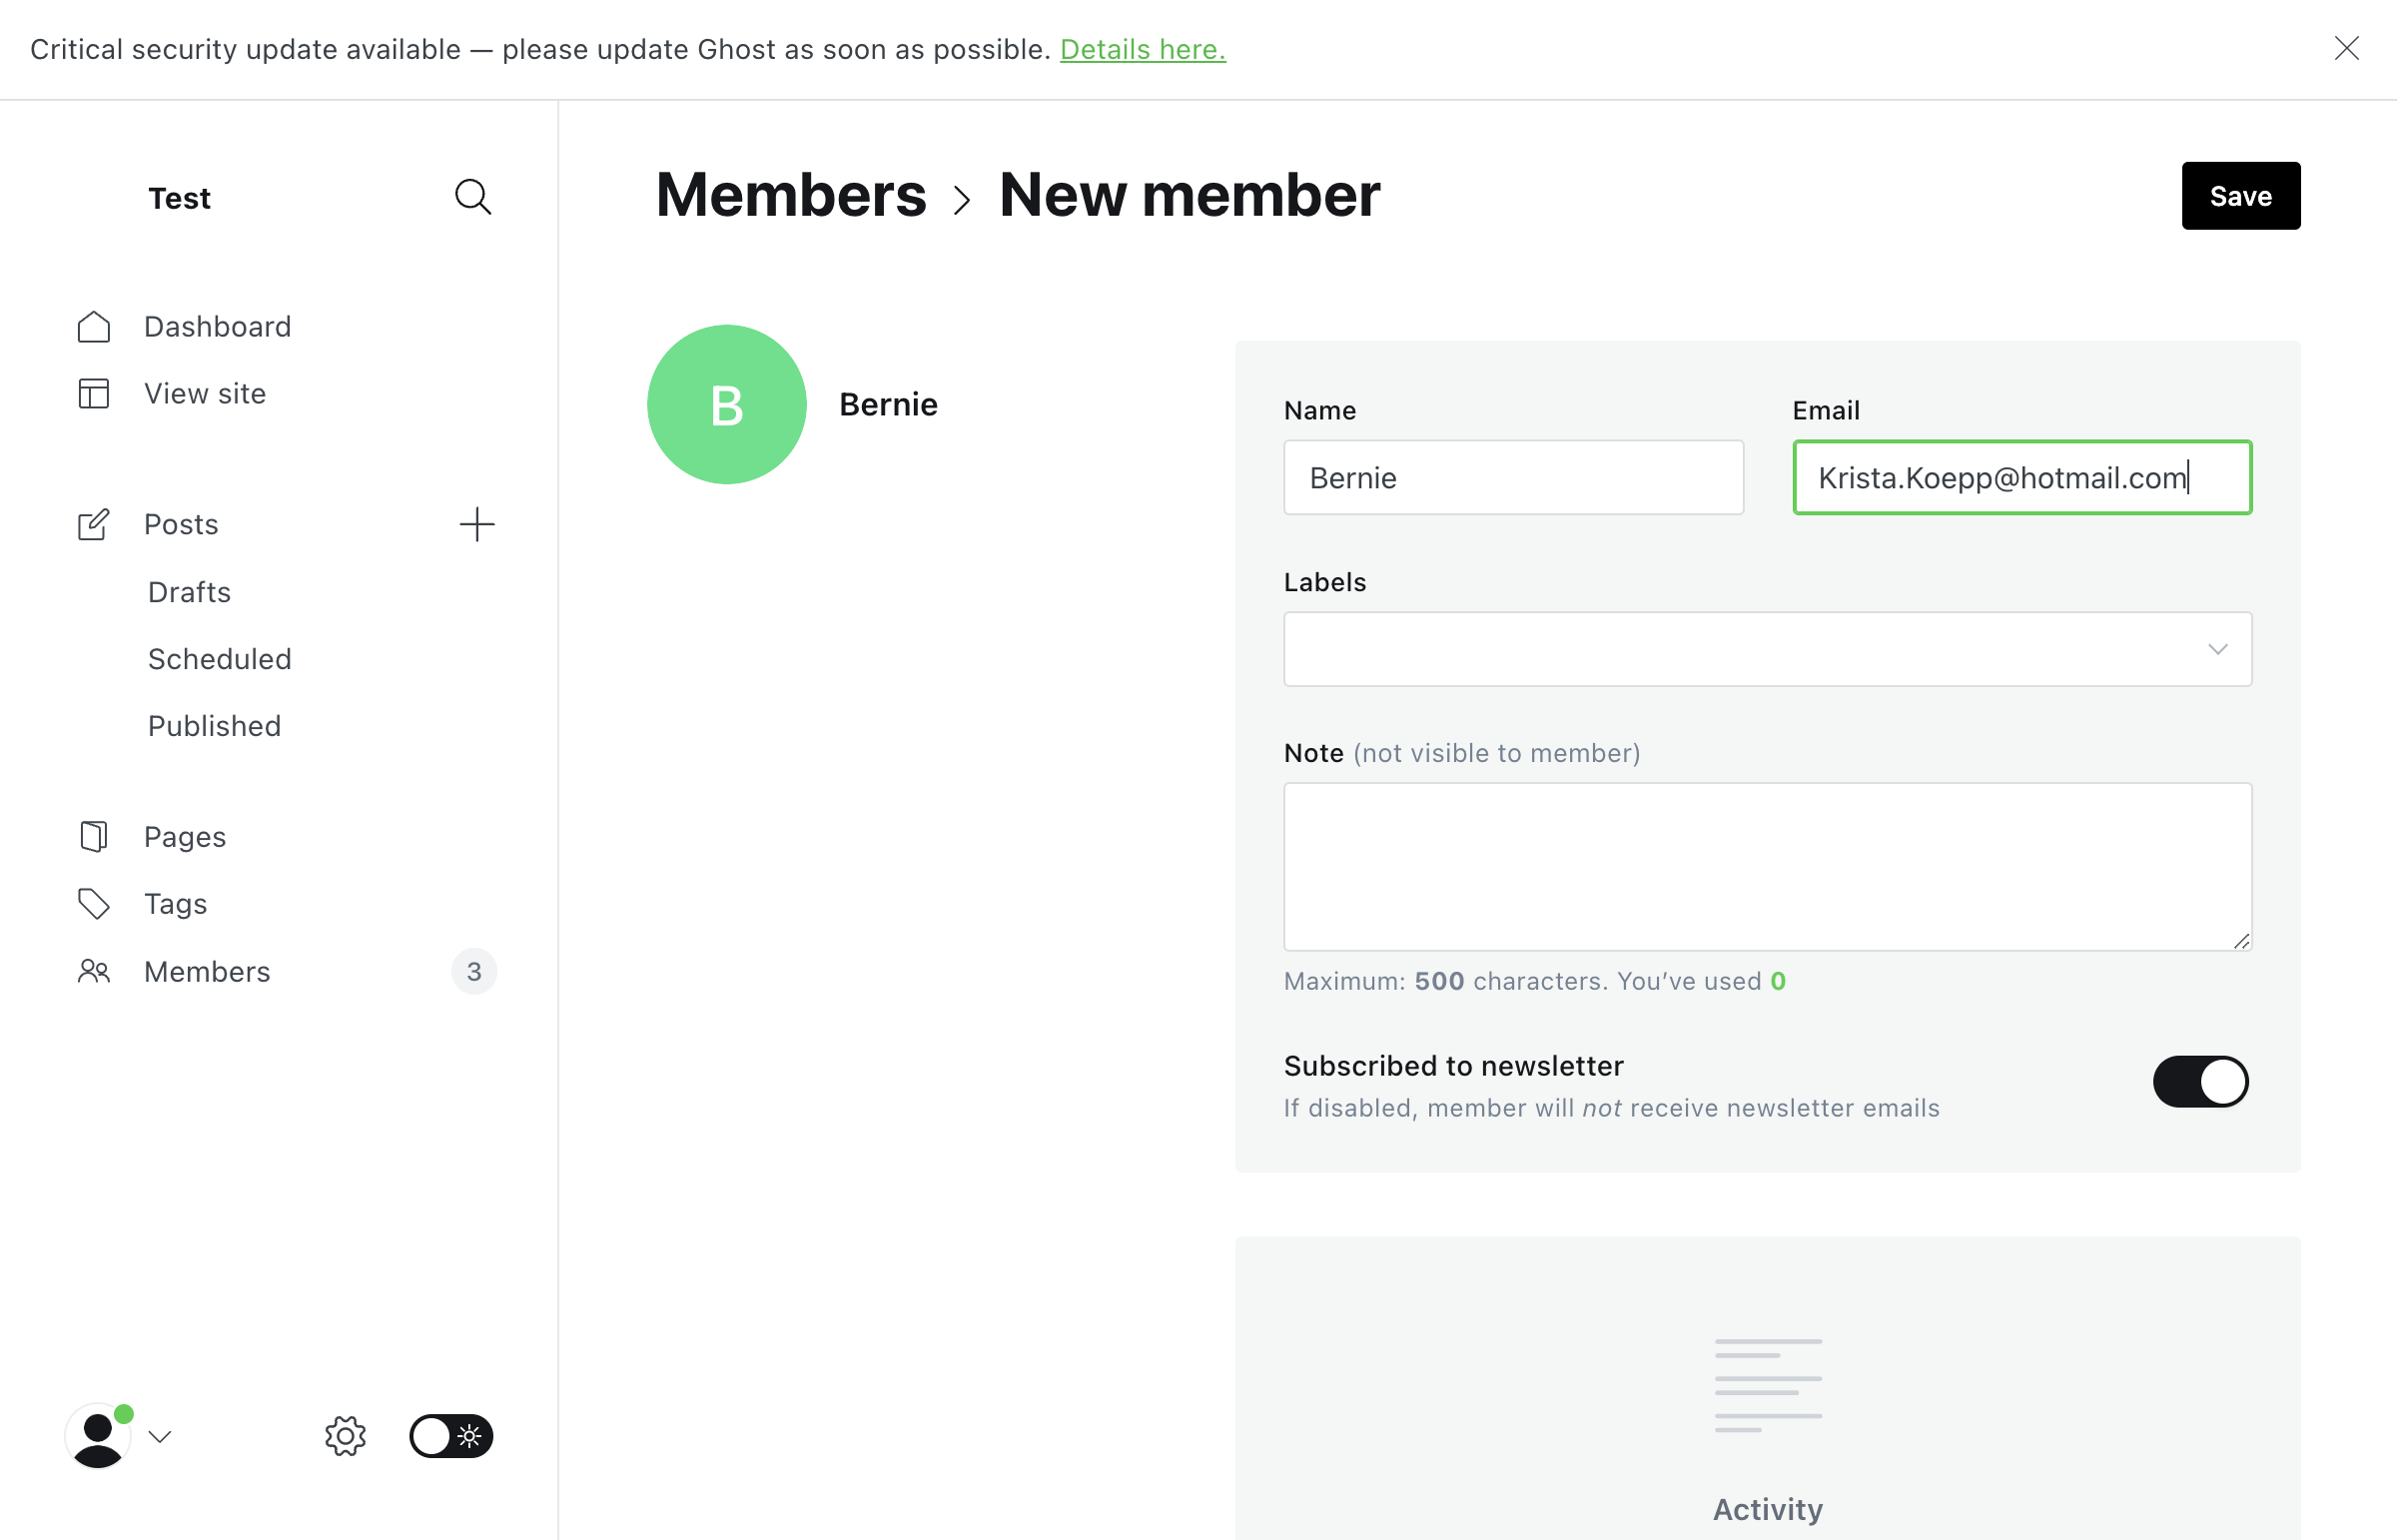 Critical security update available — please update Ghost as soon as possible. Details here.
Test
Dashboard
View site
Posts
Drafts
Scheduled
Published
Pages
Tags
Members 3
Members > New member
Save
B
Bernie
Name
Bernie
Email
Krista.Koepp@hotmail.com
Labels
Note (not visible to member)
Maximum: 500 characters. You’ve used 0
Subscribed to newsletter
If disabled, member will not receive newsletter emails
Activity